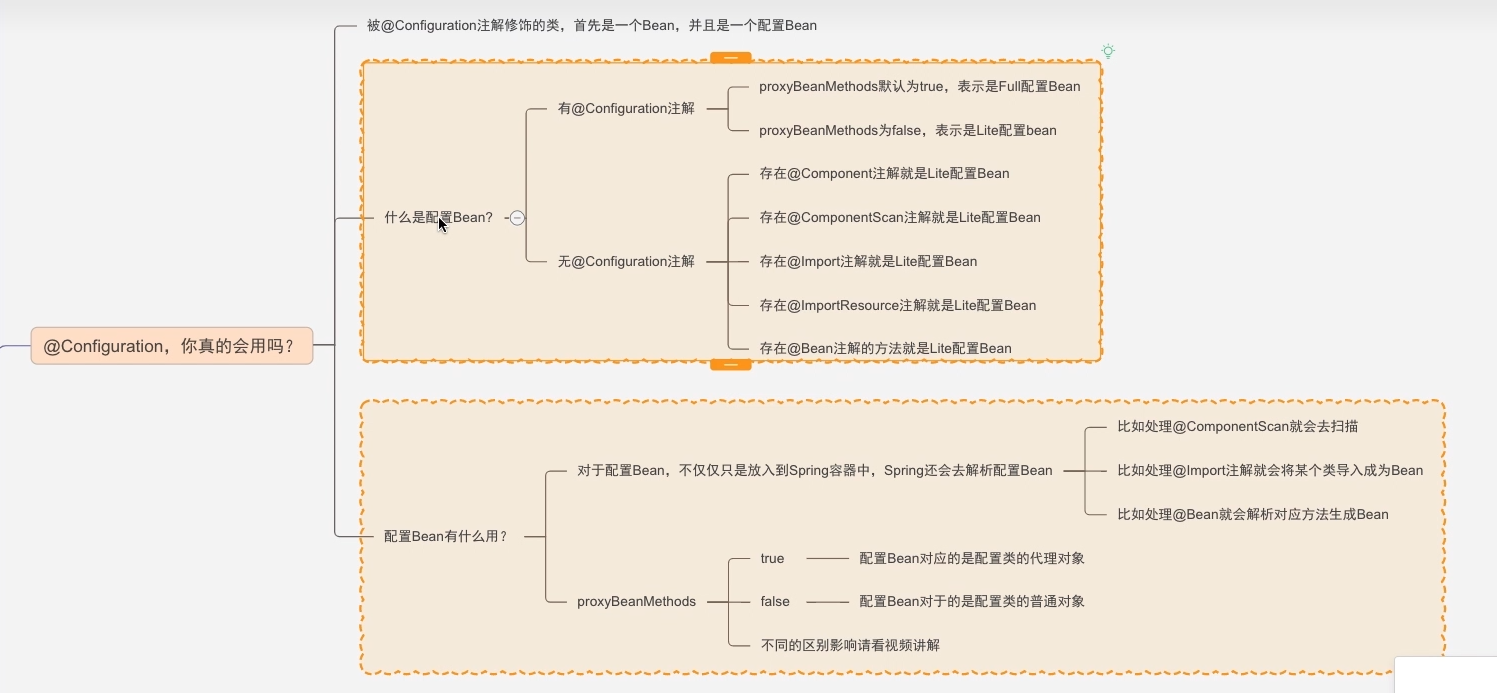 被@Configuration注解修饰的类，首先是一个Bean，并且是一个配置Bean
@Configuration，你真的会用吗？
什么是配置Bean？
有@Configuration注解
proxyBeanMethods默认为true，表示是Full配置Bean
proxyBeanMethods为false，表示是Lite配置bean
无@Configuration注解
存在@Component注解就是Lite配置Bean
存在@ComponentScan注解就是Lite配置Bean
存在@Import注解就是Lite配置Bean
存在@ImportResource注解就是Lite配置Bean
存在@Bean注解的方法就是Lite配置Bean
配置Bean有什么用？
对于配置Bean，不仅仅只是放入到Spring容器中，Spring还会去解析配置Bean
比如处理@ComponentScan就会去扫描
比如处理@Import注解就会将某个类导入成为Bean
比如处理@Bean就会解析对应方法生成Bean
proxyBeanMethods
true
配置Bean对应的是配置类的代理对象
false
配置Bean对于的是配置类的普通对象
不同的区别影响请看视频讲解